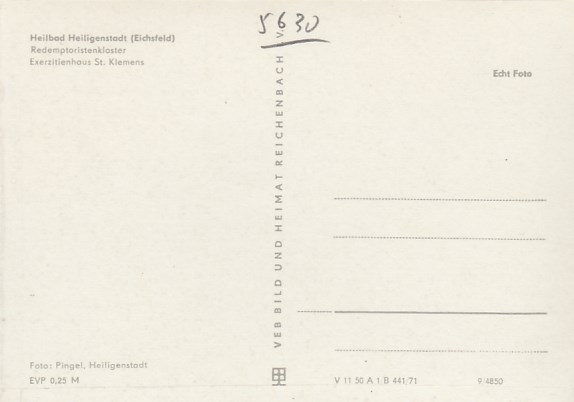 5630
Heilbad Heiligenstadt (Eichsfeld)
Redemptoristenkloster
Exerzitienhaus St. Klemens
Echt Foto
VEB BILD UND HEIMAT REICHENBACH i. V.
Foto: Pingel, Heiligenstadt
EVP 0,25 M
V 11 50 A 1 B 441/71
9 4850